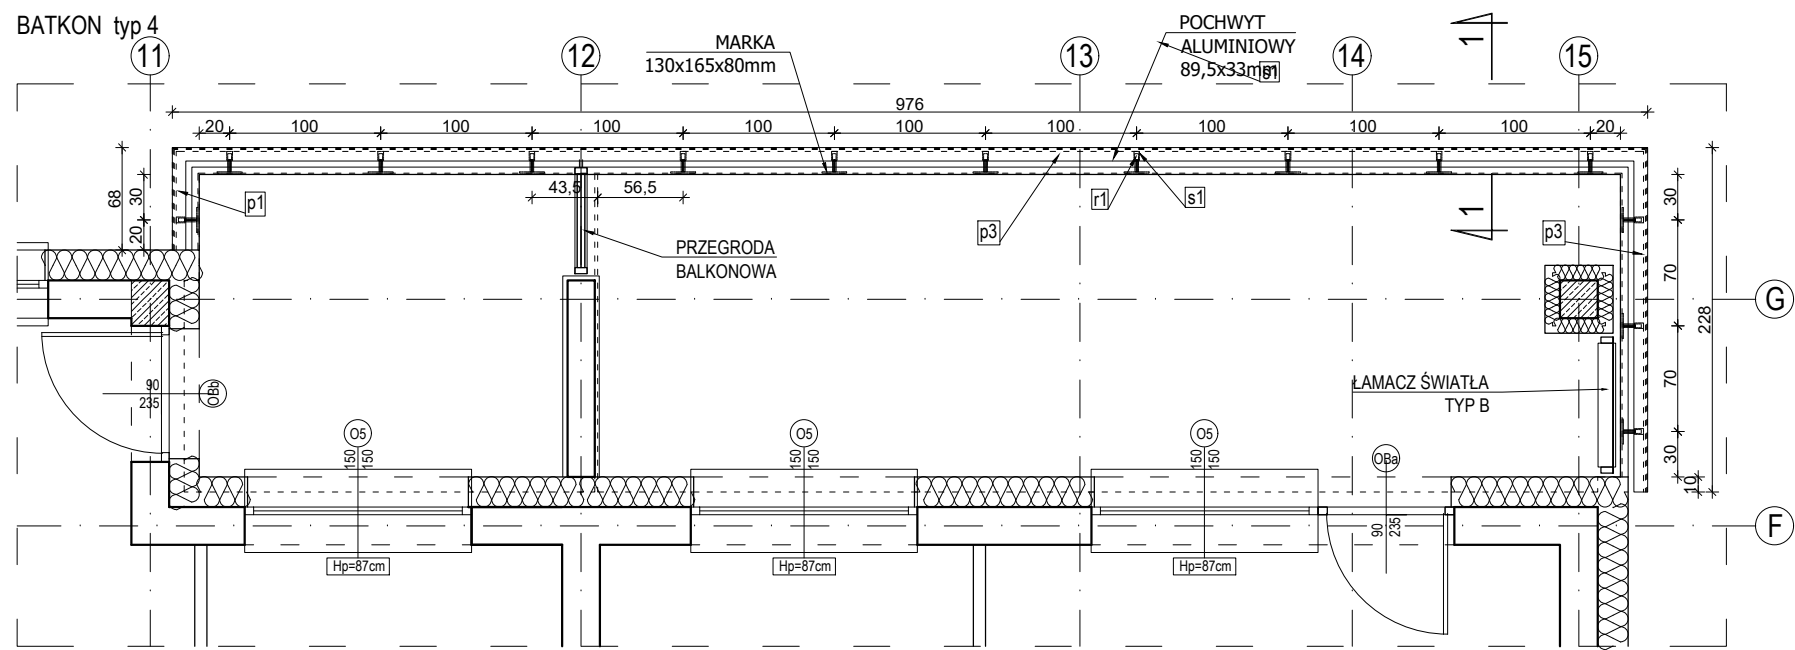 BATKON typ 4
11
12
13
14
15
MARKA
130x165x80mm
POCHWYT
ALUMINIOWY
89,5x33mm
s1
1
976
20
100
100
100
100
100
100
100
100
100
20
68
30
20
p1
43,5
56,5
r1
s1
p3
1
p3
30
70
70
30
10
228
PRZEGRODA
BALKONOWA
G
90
235
OBb
ŁAMACZ ŚWIATŁA
TYP B
O5
150
150
O5
150
150
O5
150
150
OBa
90
235
F
Hp=87cm
Hp=87cm
Hp=87cm